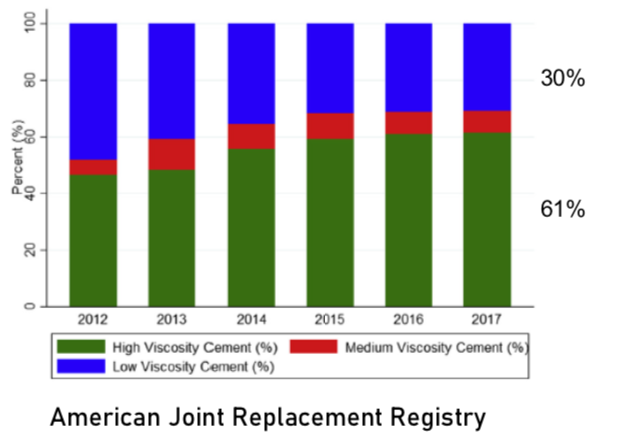 100
80
60
40
20
0
Percent (%)
30%
61%
2012 2013 2014 2015 2016 2017
High Viscosity Cement (%) Medium Viscosity Cement (%)
Low Viscosity Cement (%)
American Joint Replacement Registry